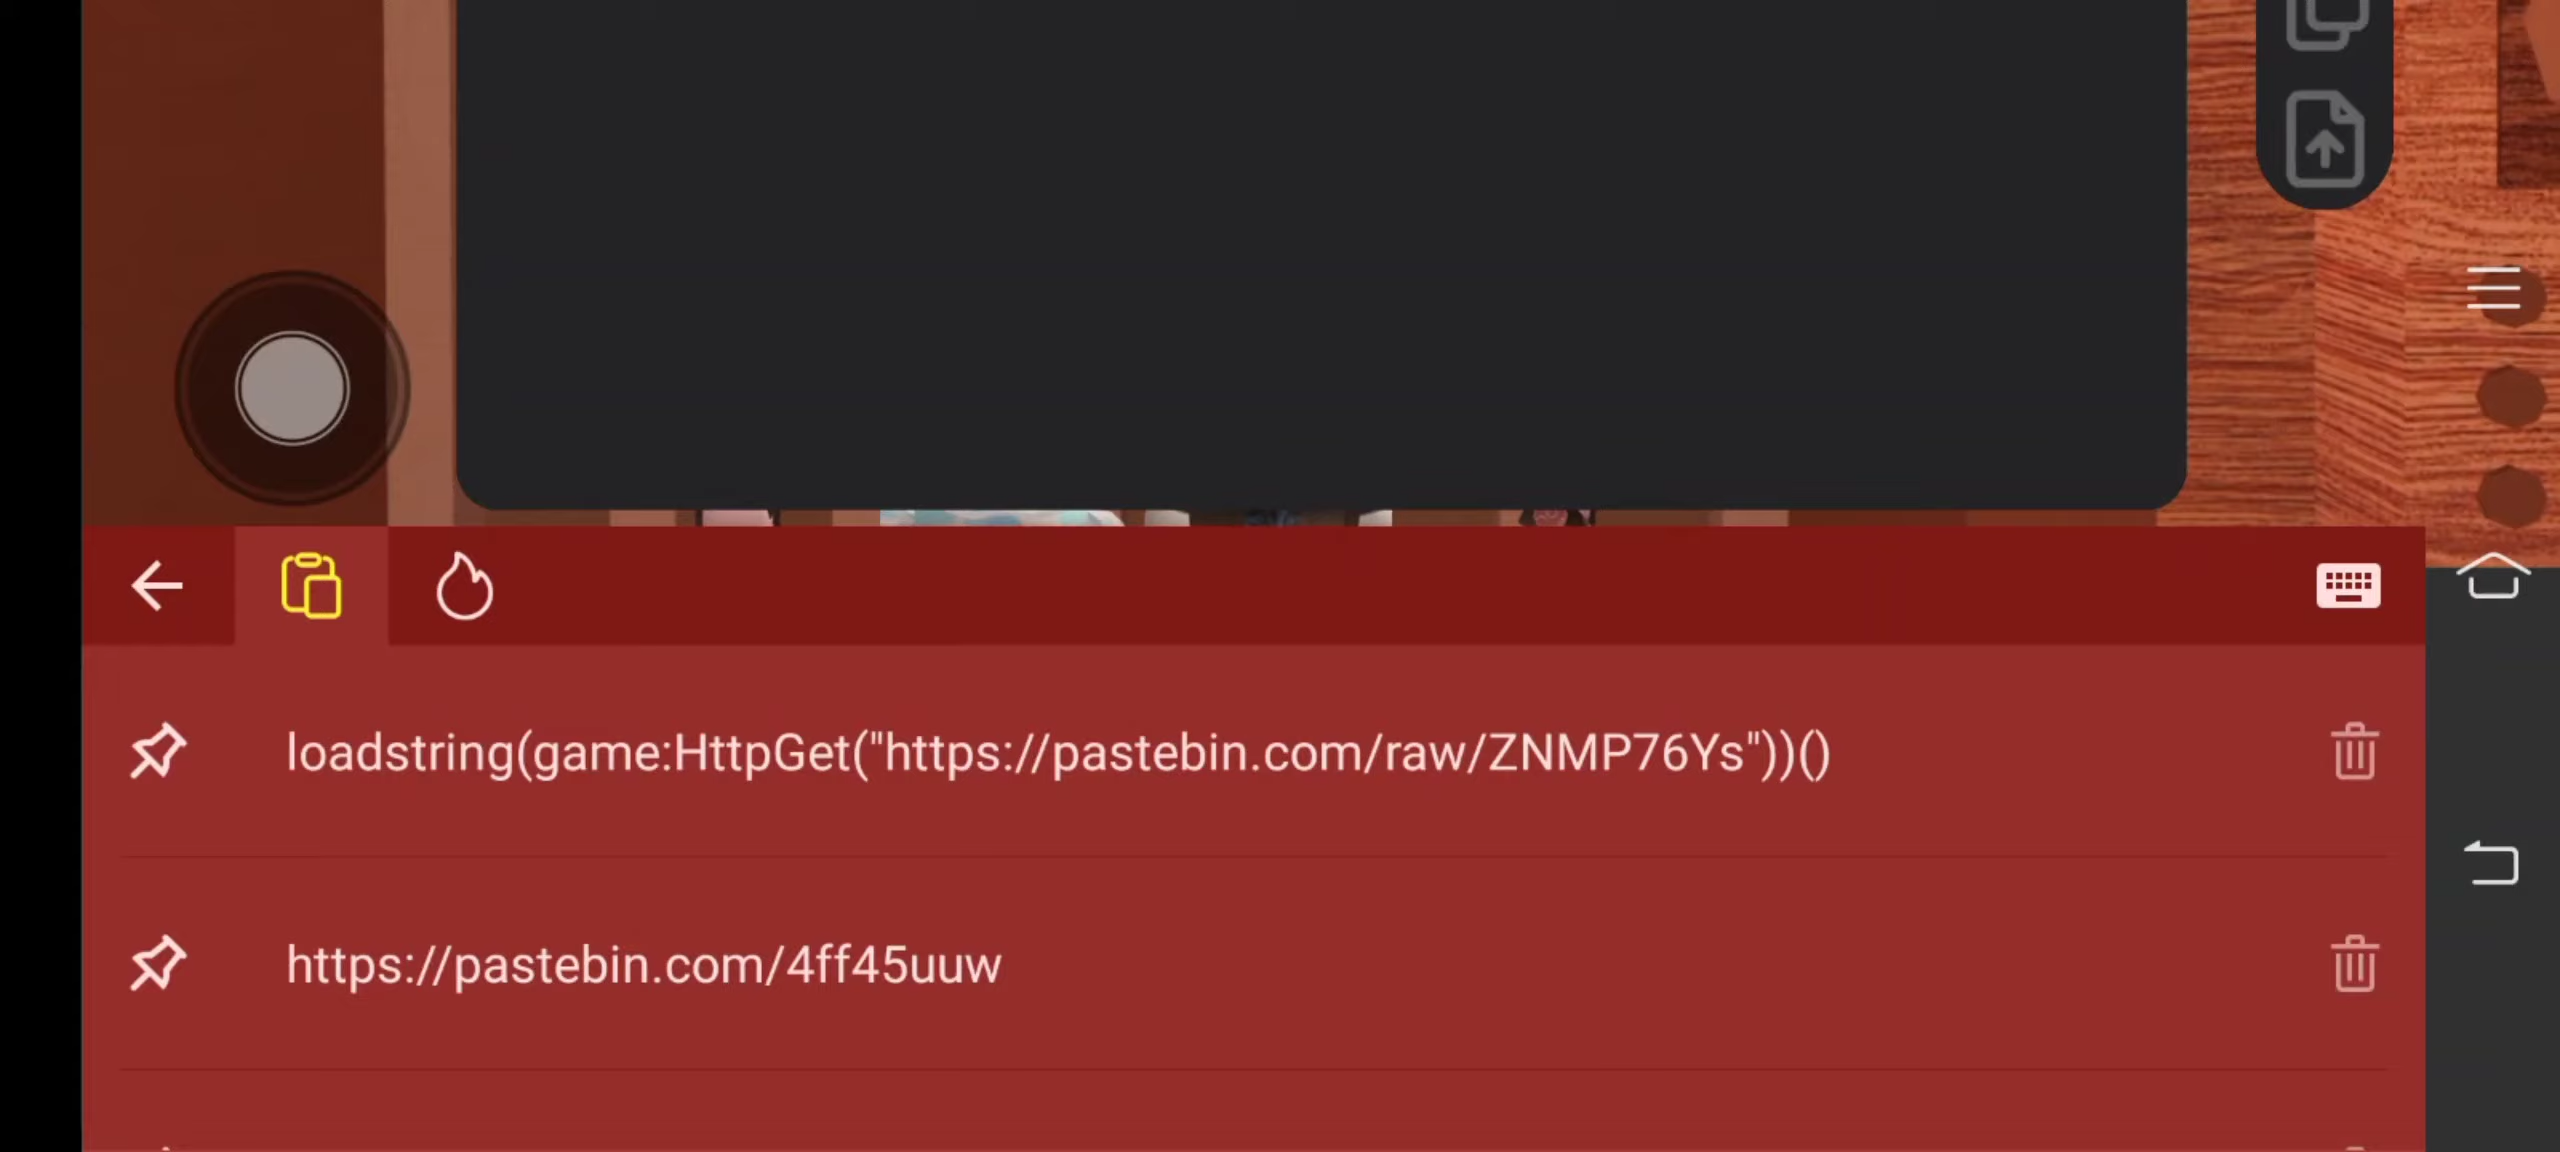 loadstring(game:HttpGet("https://pastebin.com/raw/ZNMP76Ys"))()
https://pastebin.com/4ff45uuw